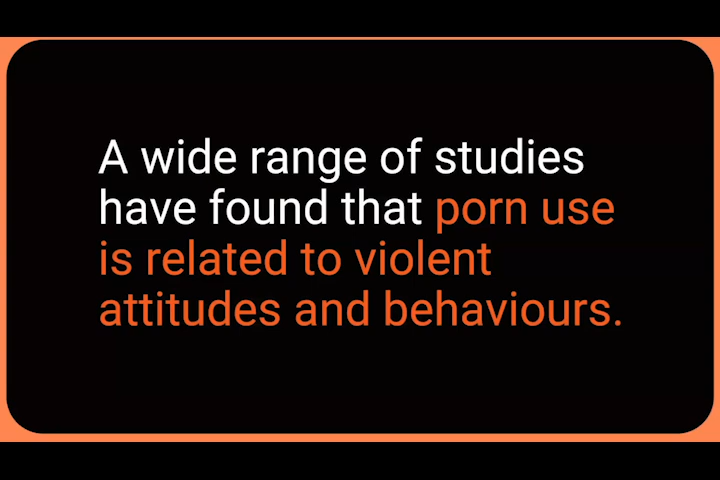 A wide range of studies
have found that porn use
is related to violent
attitudes and behaviours.